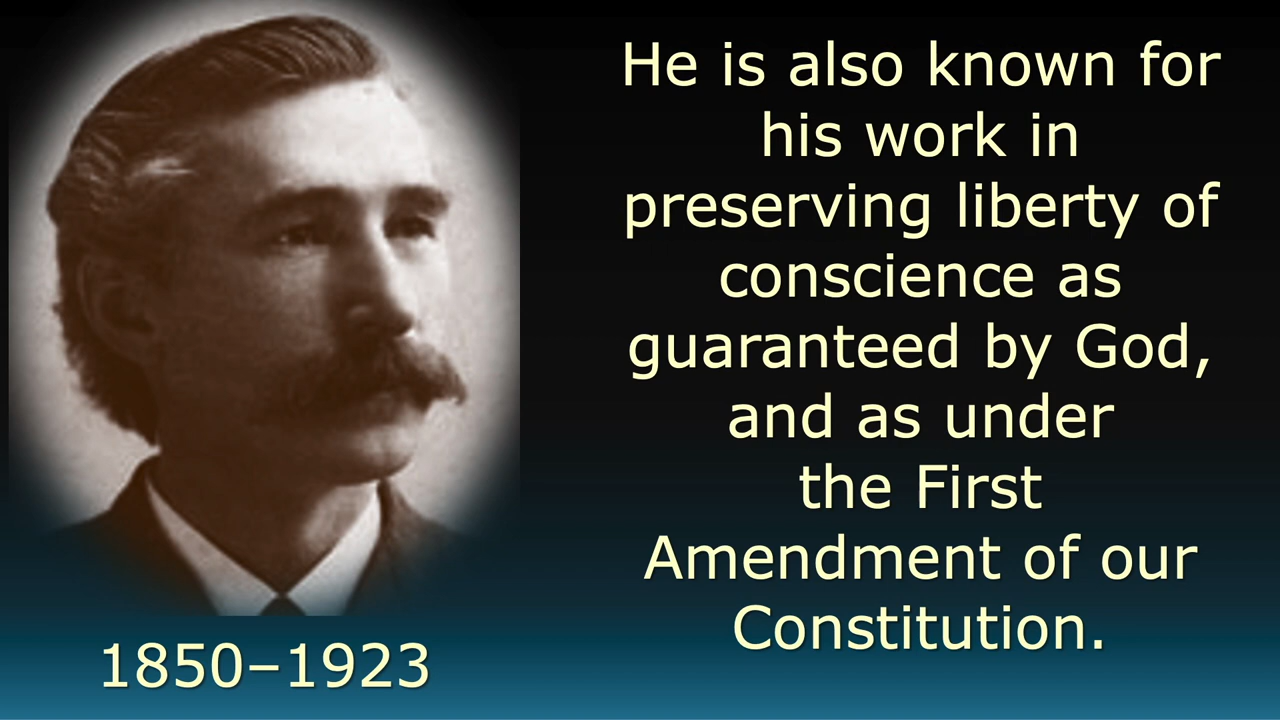 He is also known for
his work in
preserving liberty of
conscience as
guaranteed by God,
and as under
the First
Amendment of our
Constitution.
1850–1923